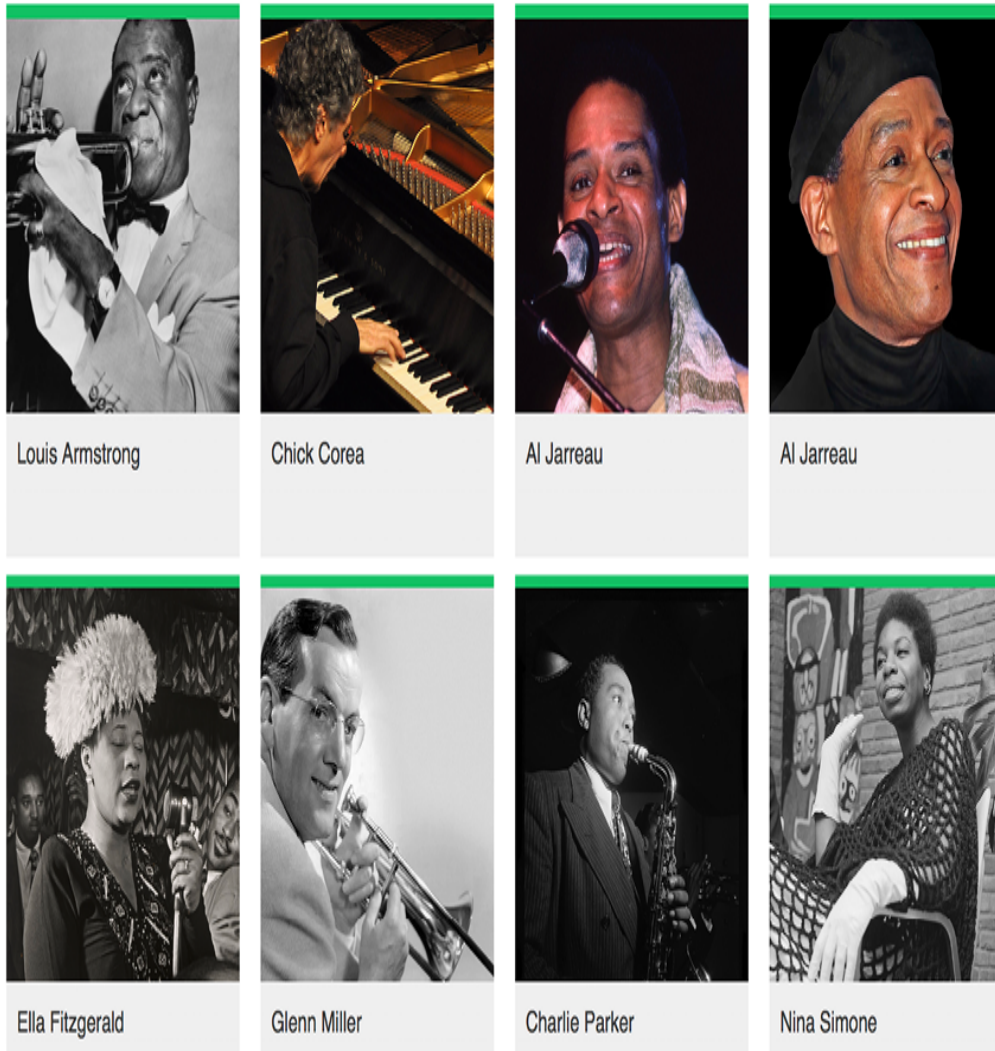 Louis Armstrong
Chick Corea
Al Jarreau
Al Jarreau
Ella Fitzgerald
Glenn Miller
Charlie Parker
Nina Simone